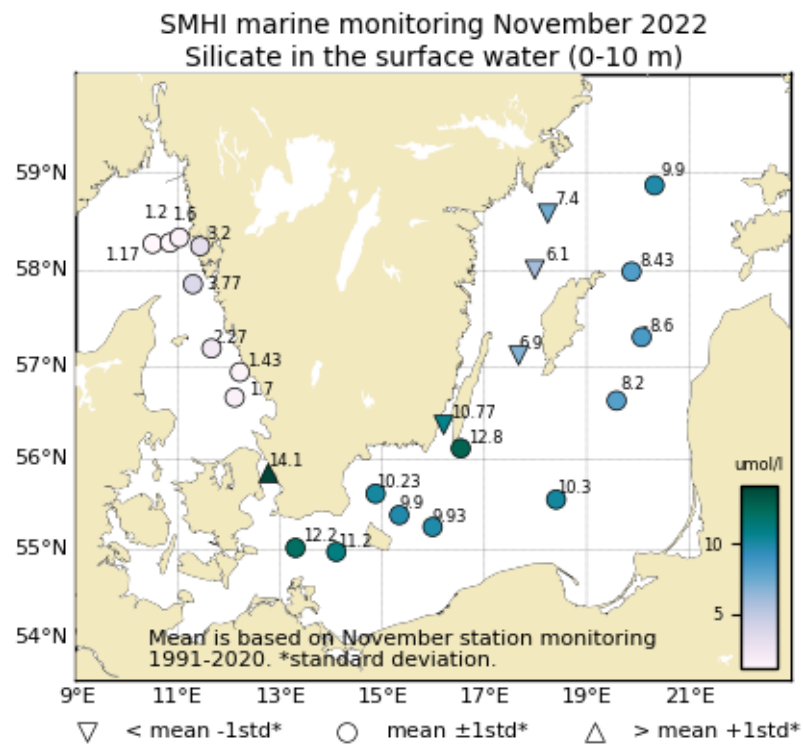 SMHI marine monitoring November 2022
Silicate in the surface water (0-10 m)
59°N
58°N
57°N
56°N
55°N
54°N
9.9
7.4
1.2 1.6
3.2
1.17
6.1
8.43
3.77
8.6
2.27
6.9
1.43
1.7
8.2
10.77
12.8
14.1
umol/l
10.23
10.3
9.9
9.93
10
12.2
11.2
5
Mean is based on November station monitoring
1991-2020. *standard deviation.
9°E 11°E 13°E 15°E 17°E 19°E 21°E
< mean -1std* mean ±1std* > mean +1std*